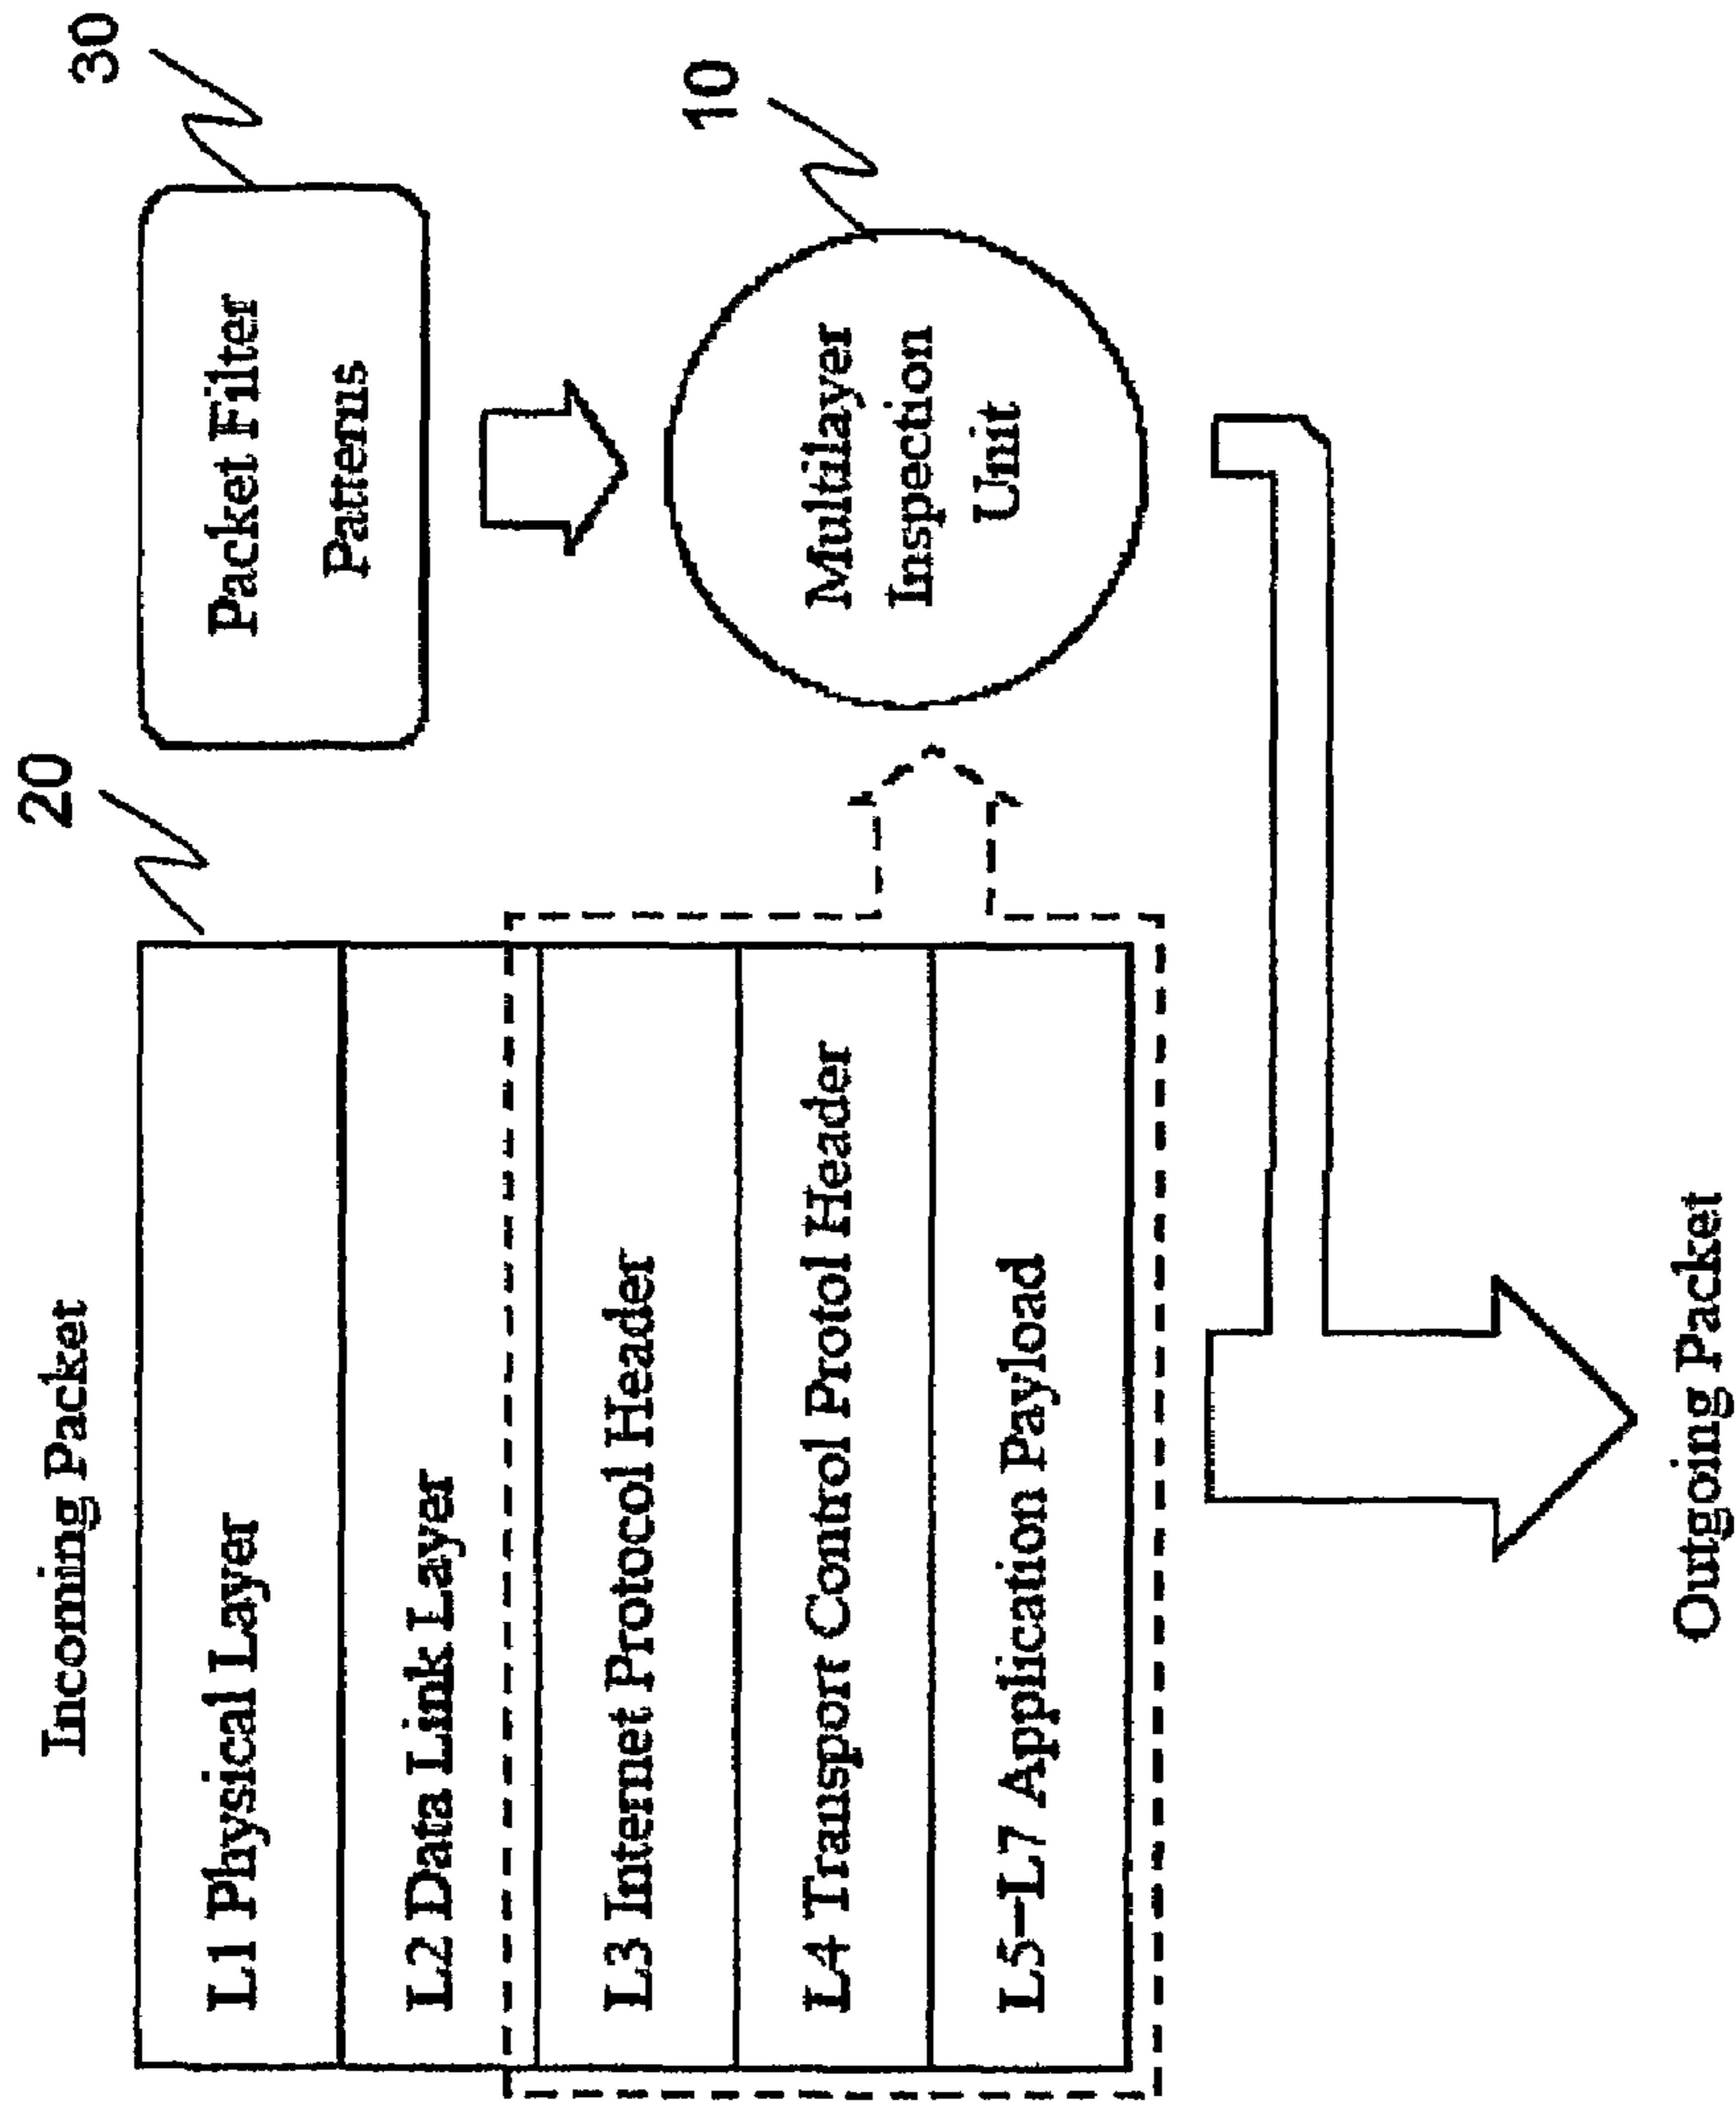 Incoming Packet
20
L1 Physical Layer
L2 Data Link Layer
L3 Internet Protocol Header
L4 Transport Control Protol Header
L5-L7 Application Payload
30
Packet Filter
Patterns
10
Multilayer
Inspection
Unit
Outgoing Packet